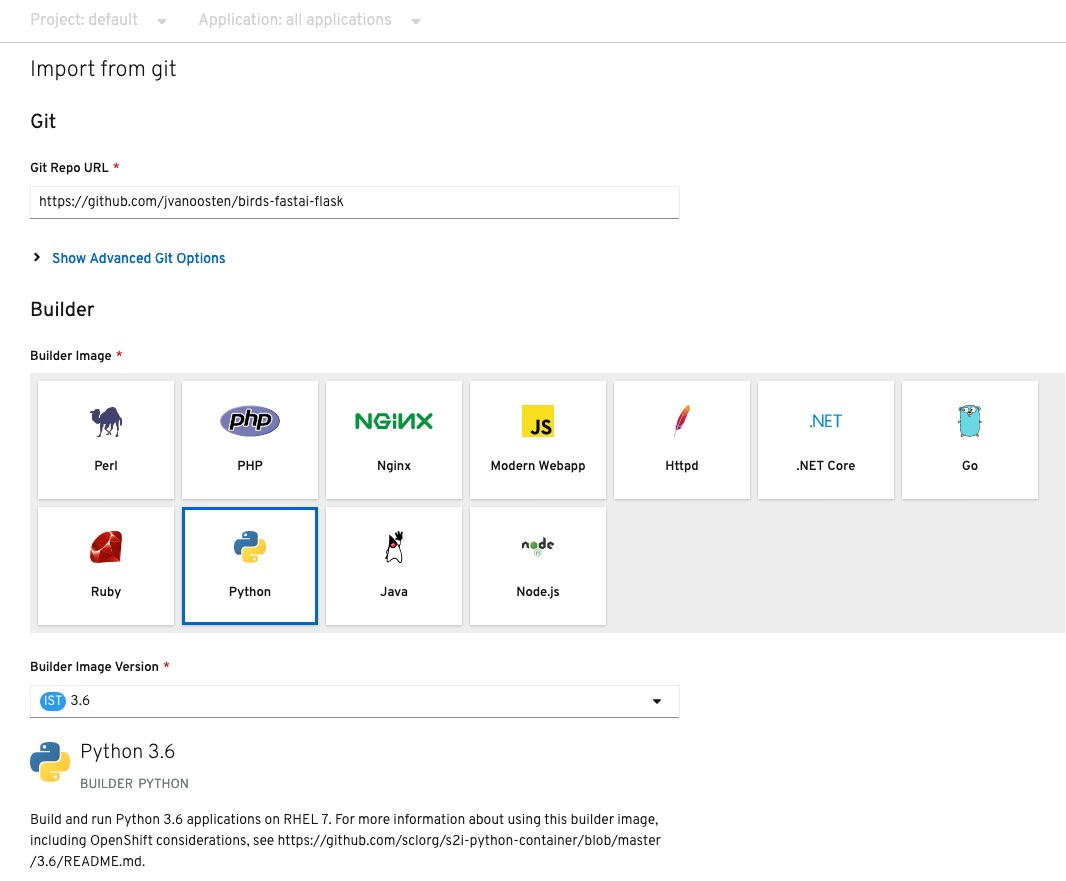 Project: default Application: all applications
Import from git
Git
Git Repo URL *
https://github.com/jvanoosten/birds-fastai-flask
Show Advanced Git Options
Builder
Builder Image *
php NGiNX JS .NET
Perl PHP Nginx Modern Webapp Httpd .NET Core Go
node
JS
Ruby Python Java Node.js
Builder Image Version *
IST 3.6
Python 3.6
BUILDER PYTHON
Build and run Python 3.6 applications on RHEL 7. For more information about using this builder image,
including OpenShift considerations, see https://github.com/sclorg/s2i-python-container/blob/master
/3.6/README.md.